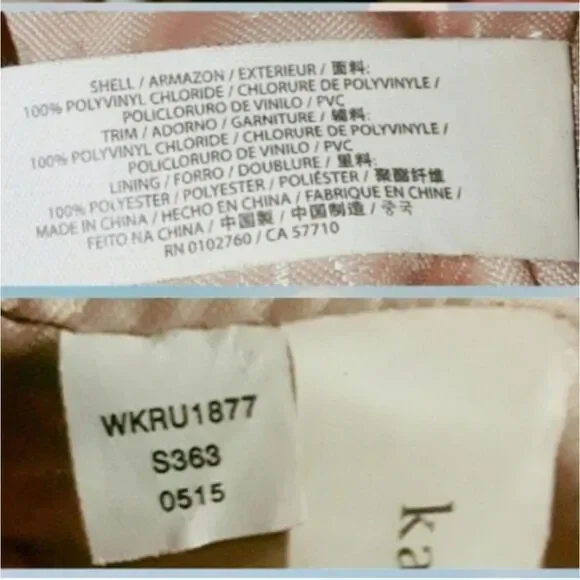 SHELL / ARMAZON / EXTERIEUR / 面料:
100% POLYVINYL CHLORIDE / CHLORURE DE POLYVINYLE /
POLICLORURO DE VINILO / PVC
TRIM / ADORNO / GARNITURE / 辅料:
100% POLYVINYL CHLORIDE / CHLORURE DE POLYVINYLE /
POLICLORURO DE VINILO / PVC
LINING / FORRO / DOUBLURE / 里料:
100% POLYESTER / POLYESTER / POLIÉSTER / 聚酯纤维
MADE IN CHINA / HECHO EN CHINA / FABRIQUE EN CHINE /
FEITO NA CHINA / 中国製 / 中国制造 / 중국
RN 0102760 / CA 57710
WKRU1877
S363
0515
ka